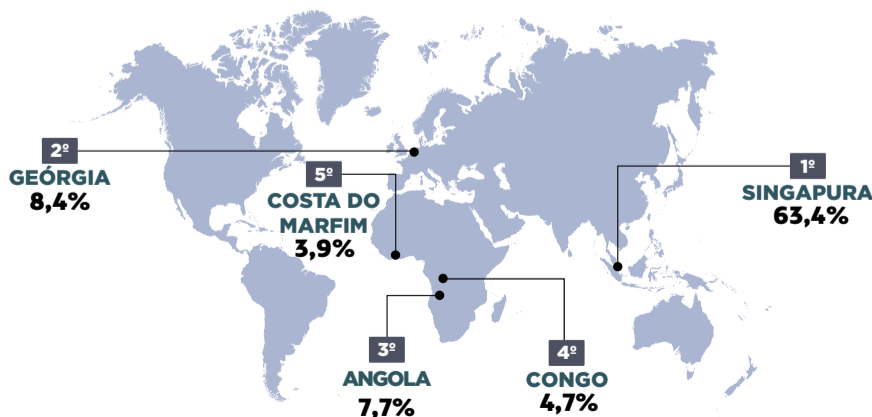 2º
GEÓRGIA
8,4%
5º
COSTA DO
MARFIM
3,9%
1º
SINGAPURA
63,4%
3º
ANGOLA
7,7%
4º
CONGO
4,7%